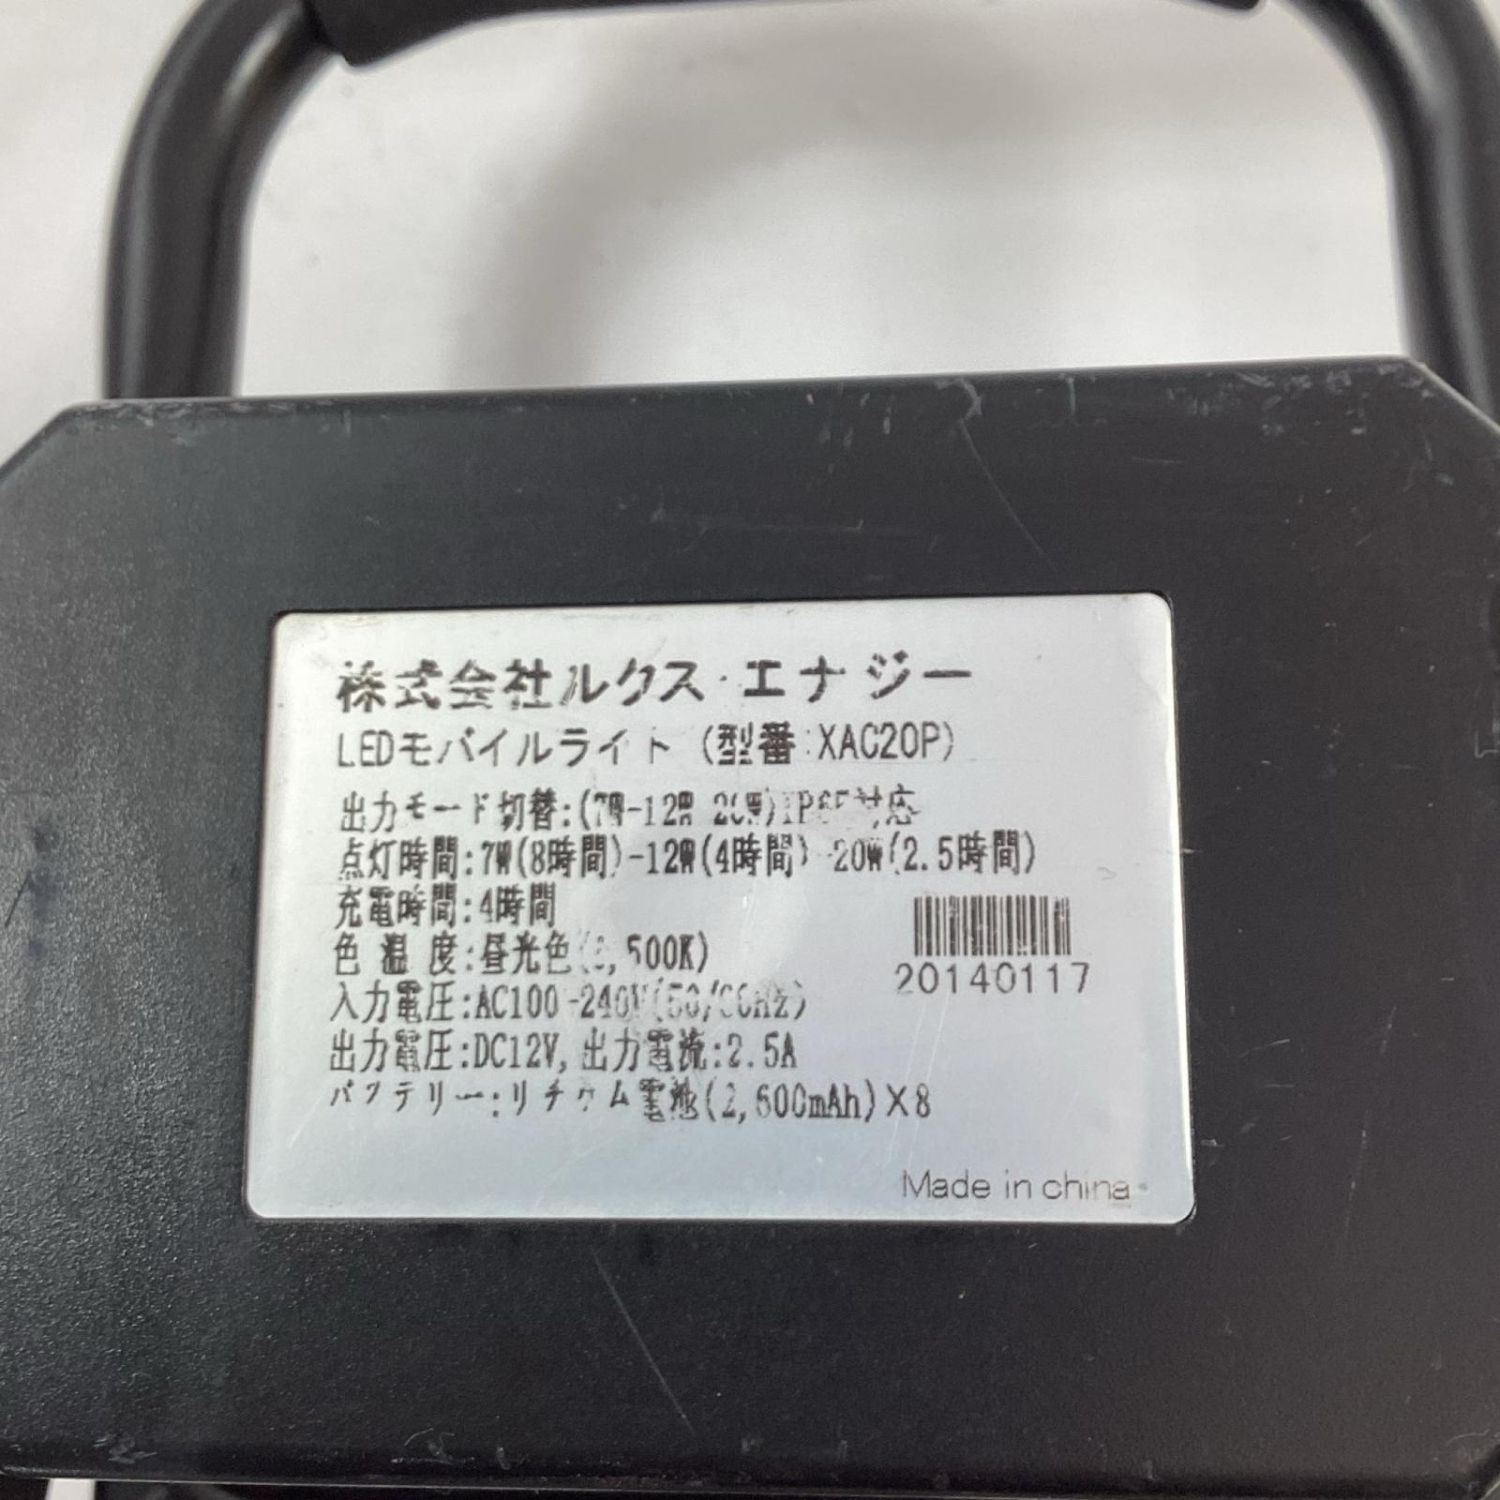 株式会社ルクス・エナジー
LEDモバイルライト (型番:XAC20P)
出力モード切替:(7W-12W 20W)IP65対応
点灯時間:7W(8時間)-12W(4時間)-20W(2.5時間)
充電時間:4時間
色温度:昼光色
入力電圧:AC100-240V(50/60Hz)
出力電圧:DC12V,出力電流:2.5A
バッテリー:リチウム電池(2,600mAh)×8
20140117
Made in china